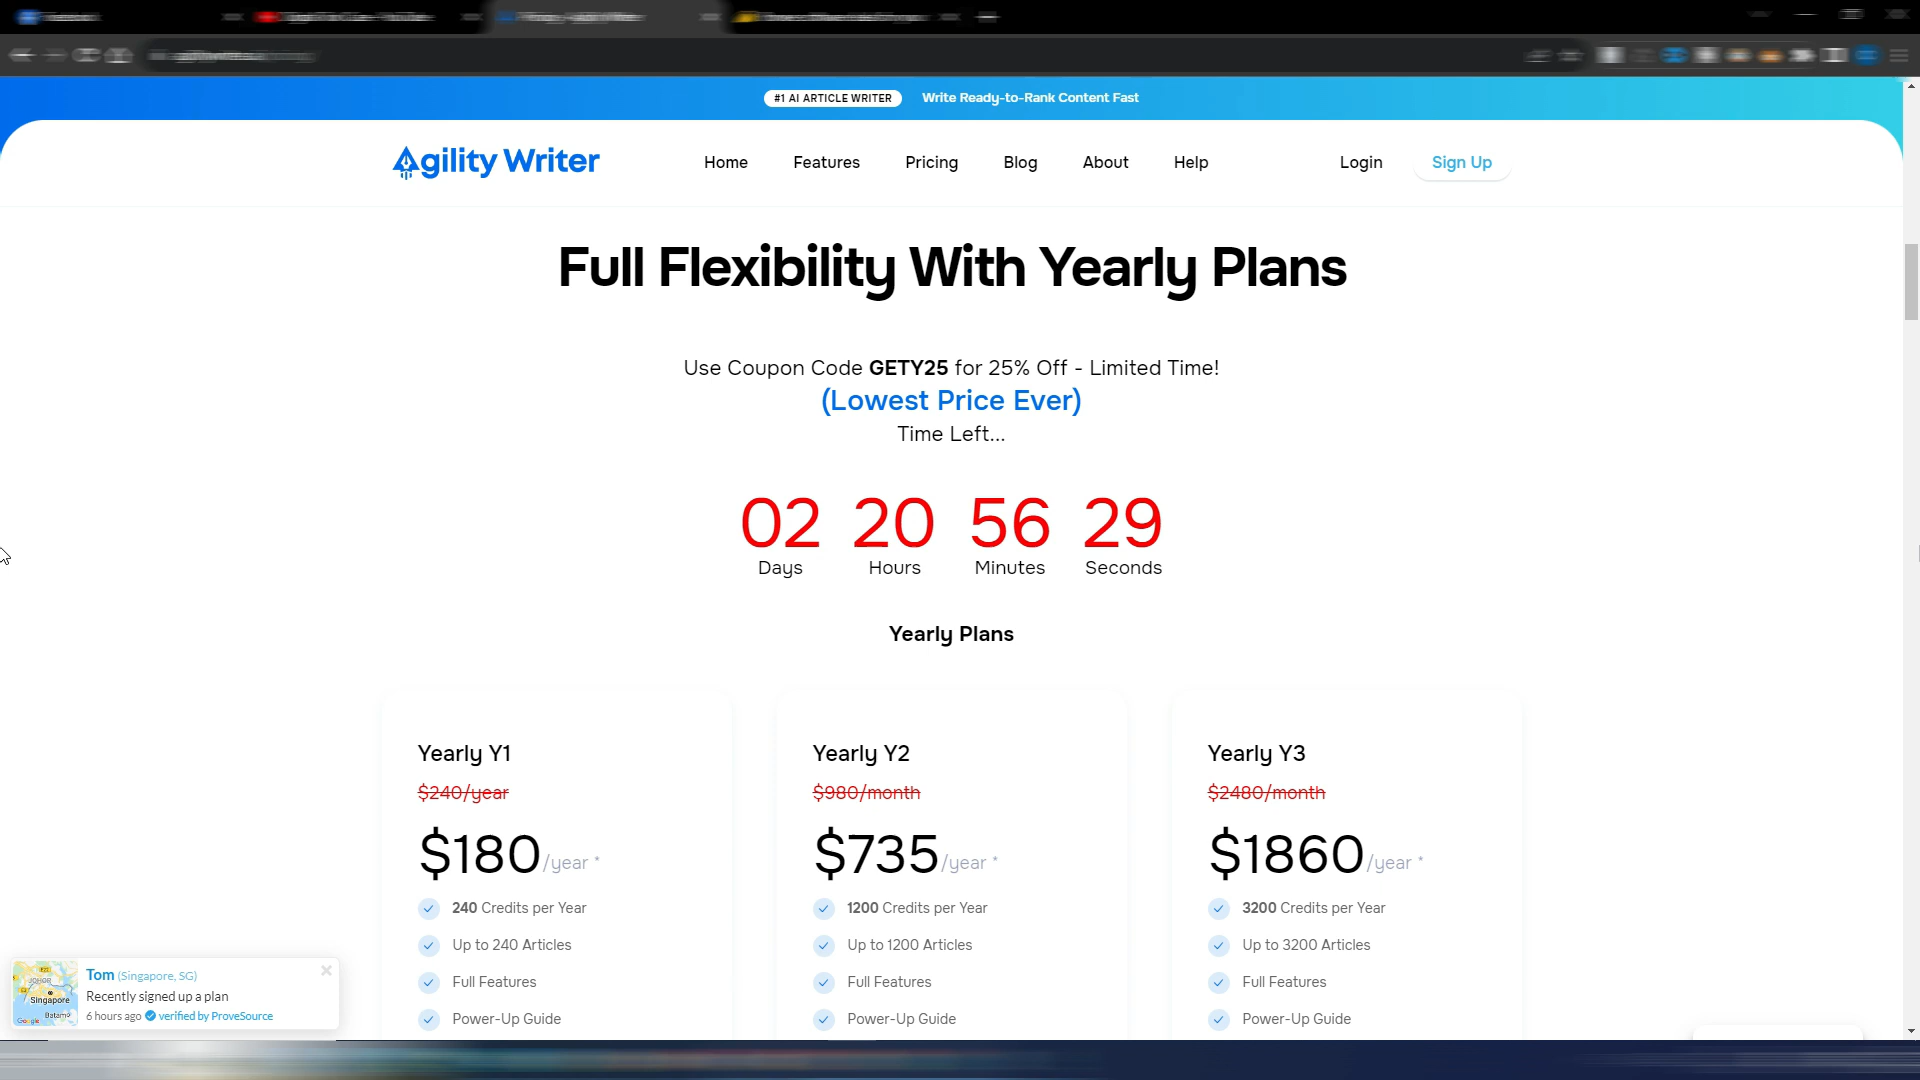 #1 AI ARTICLE WRITER Write Ready-to-Rank Content Fast
Agility Writer Home Features Pricing Blog About Help Login Sign Up
Full Flexibility With Yearly Plans
Use Coupon Code GETY25 for 25% Off - Limited Time!
(Lowest Price Ever)
Time Left...
02 20 56 29
Days Hours Minutes Seconds
Yearly Plans
Yearly Y1
$240/year
$180/year *
240 Credits per Year
Up to 240 Articles
Full Features
Power-Up Guide
Yearly Y2
$980/month
$735/year *
1200 Credits per Year
Up to 1200 Articles
Full Features
Power-Up Guide
Yearly Y3
$2480/month
$1860/year *
3200 Credits per Year
Up to 3200 Articles
Full Features
Power-Up Guide
JOHOR
Singapore
Batam
Google
Tom (Singapore, SG)
Recently signed up a plan
6 hours ago verified by ProveSource